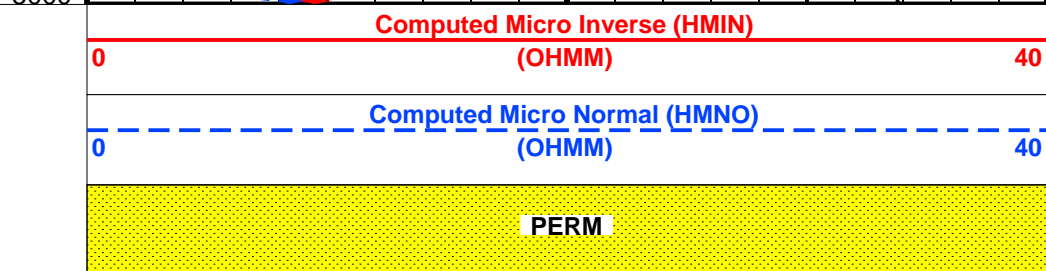 Computed Micro Inverse (HMIN)
0 (OHMM) 40
Computed Micro Normal (HMNO)
0 (OHMM) 40
PERM